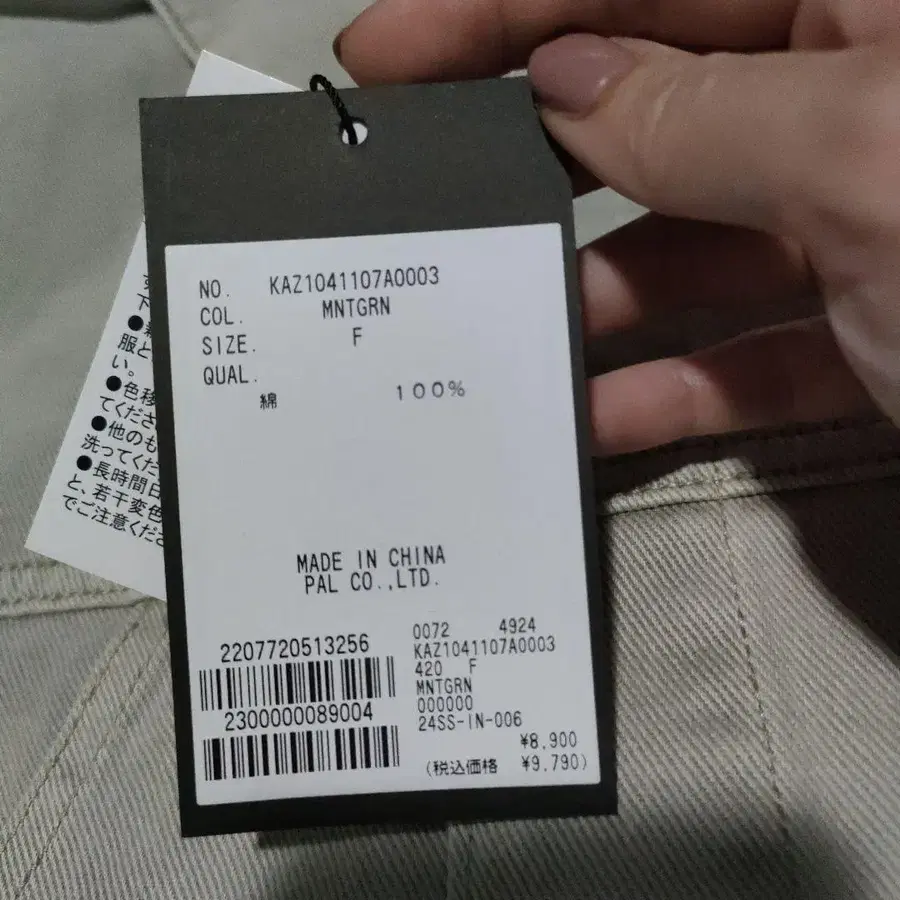 NO. KAZ1041107A0003
COL. MNTGRN
SIZE. F
QUAL.
綿 100%
MADE IN CHINA
PAL CO.,LTD.
2207720513256
2300000089004
0072 4924
KAZ1041107A0003
420 F
MNTGRN
000000
24SS-IN-006
¥8,900
(税込価格 ¥9,790)
下
服と
い。
●色移
てくださ
●他のも
洗ってくだ
●長時間日
と、若干変色
でご注意くださ